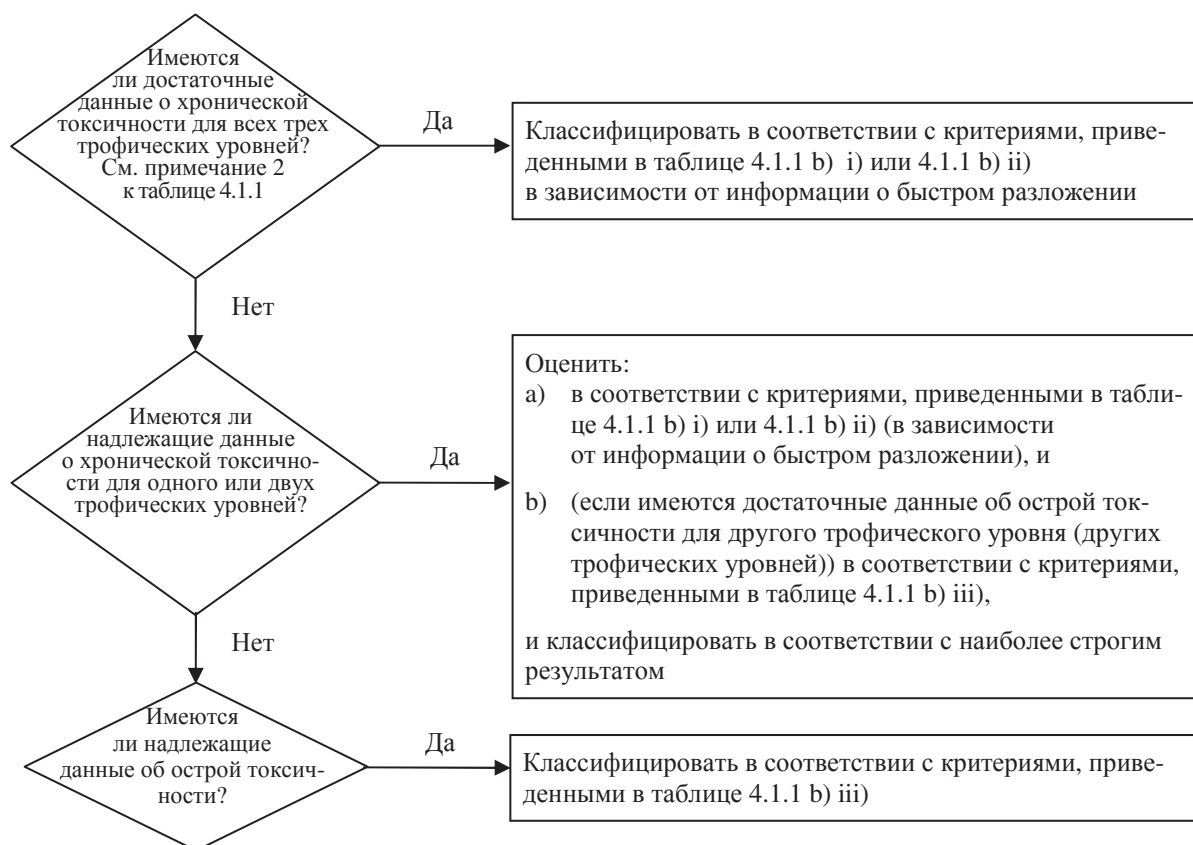 Имеются
ли достаточные
данные о хронической
токсичности для всех трех
трофических уровней?
См. примечание 2
к таблице 4.1.1
Да
Классифицировать в соответствии с критериями, приве-
денными в таблице 4.1.1 b) i) или 4.1.1 b) ii)
в зависимости от информации о быстром разложении
Нет
Имеются ли
надлежащие данные
о хронической токсично-
сти для одного или двух
трофических уровней?
Да
Оценить:
a) в соответствии с критериями, приведенными в табли-
це 4.1.1 b) i) или 4.1.1 b) ii) (в зависимости
от информации о быстром разложении), и
b) (если имеются достаточные данные об острой ток-
сичности для другого трофического уровня (других
трофических уровней)) в соответствии с критериями,
приведенными в таблице 4.1.1 b) iii),
и классифицировать в соответствии с наиболее строгим
результатом
Нет
Имеются
ли надлежащие
данные об острой токсич-
ности?
Да
Классифицировать в соответствии с критериями, приве-
денными в таблице 4.1.1 b) iii)